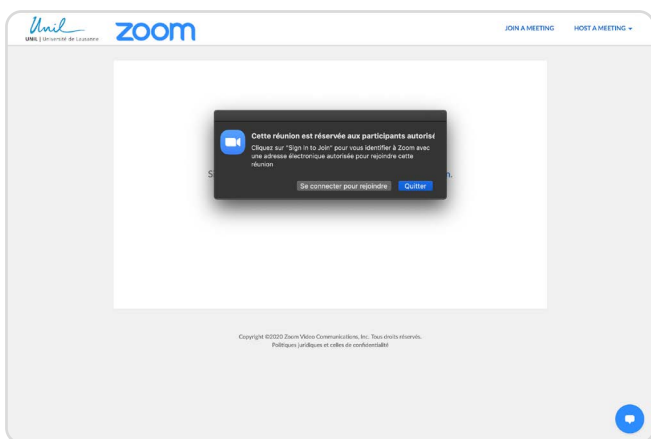 Unil
UNIL | Université de Lausanne
zoom
JOIN A MEETING
HOST A MEETING
Cette réunion est réservée aux participants autorisé
Cliquez sur "Sign in to Join" pour vous identifier à Zoom avec
une adresse électronique autorisée pour rejoindre cette
réunion
Se connecter pour rejoindre
Quitter
Copyright ©2020 Zoom Video Communications, Inc. Tous droits réservés.
Politiques juridiques et celles de confidentialité